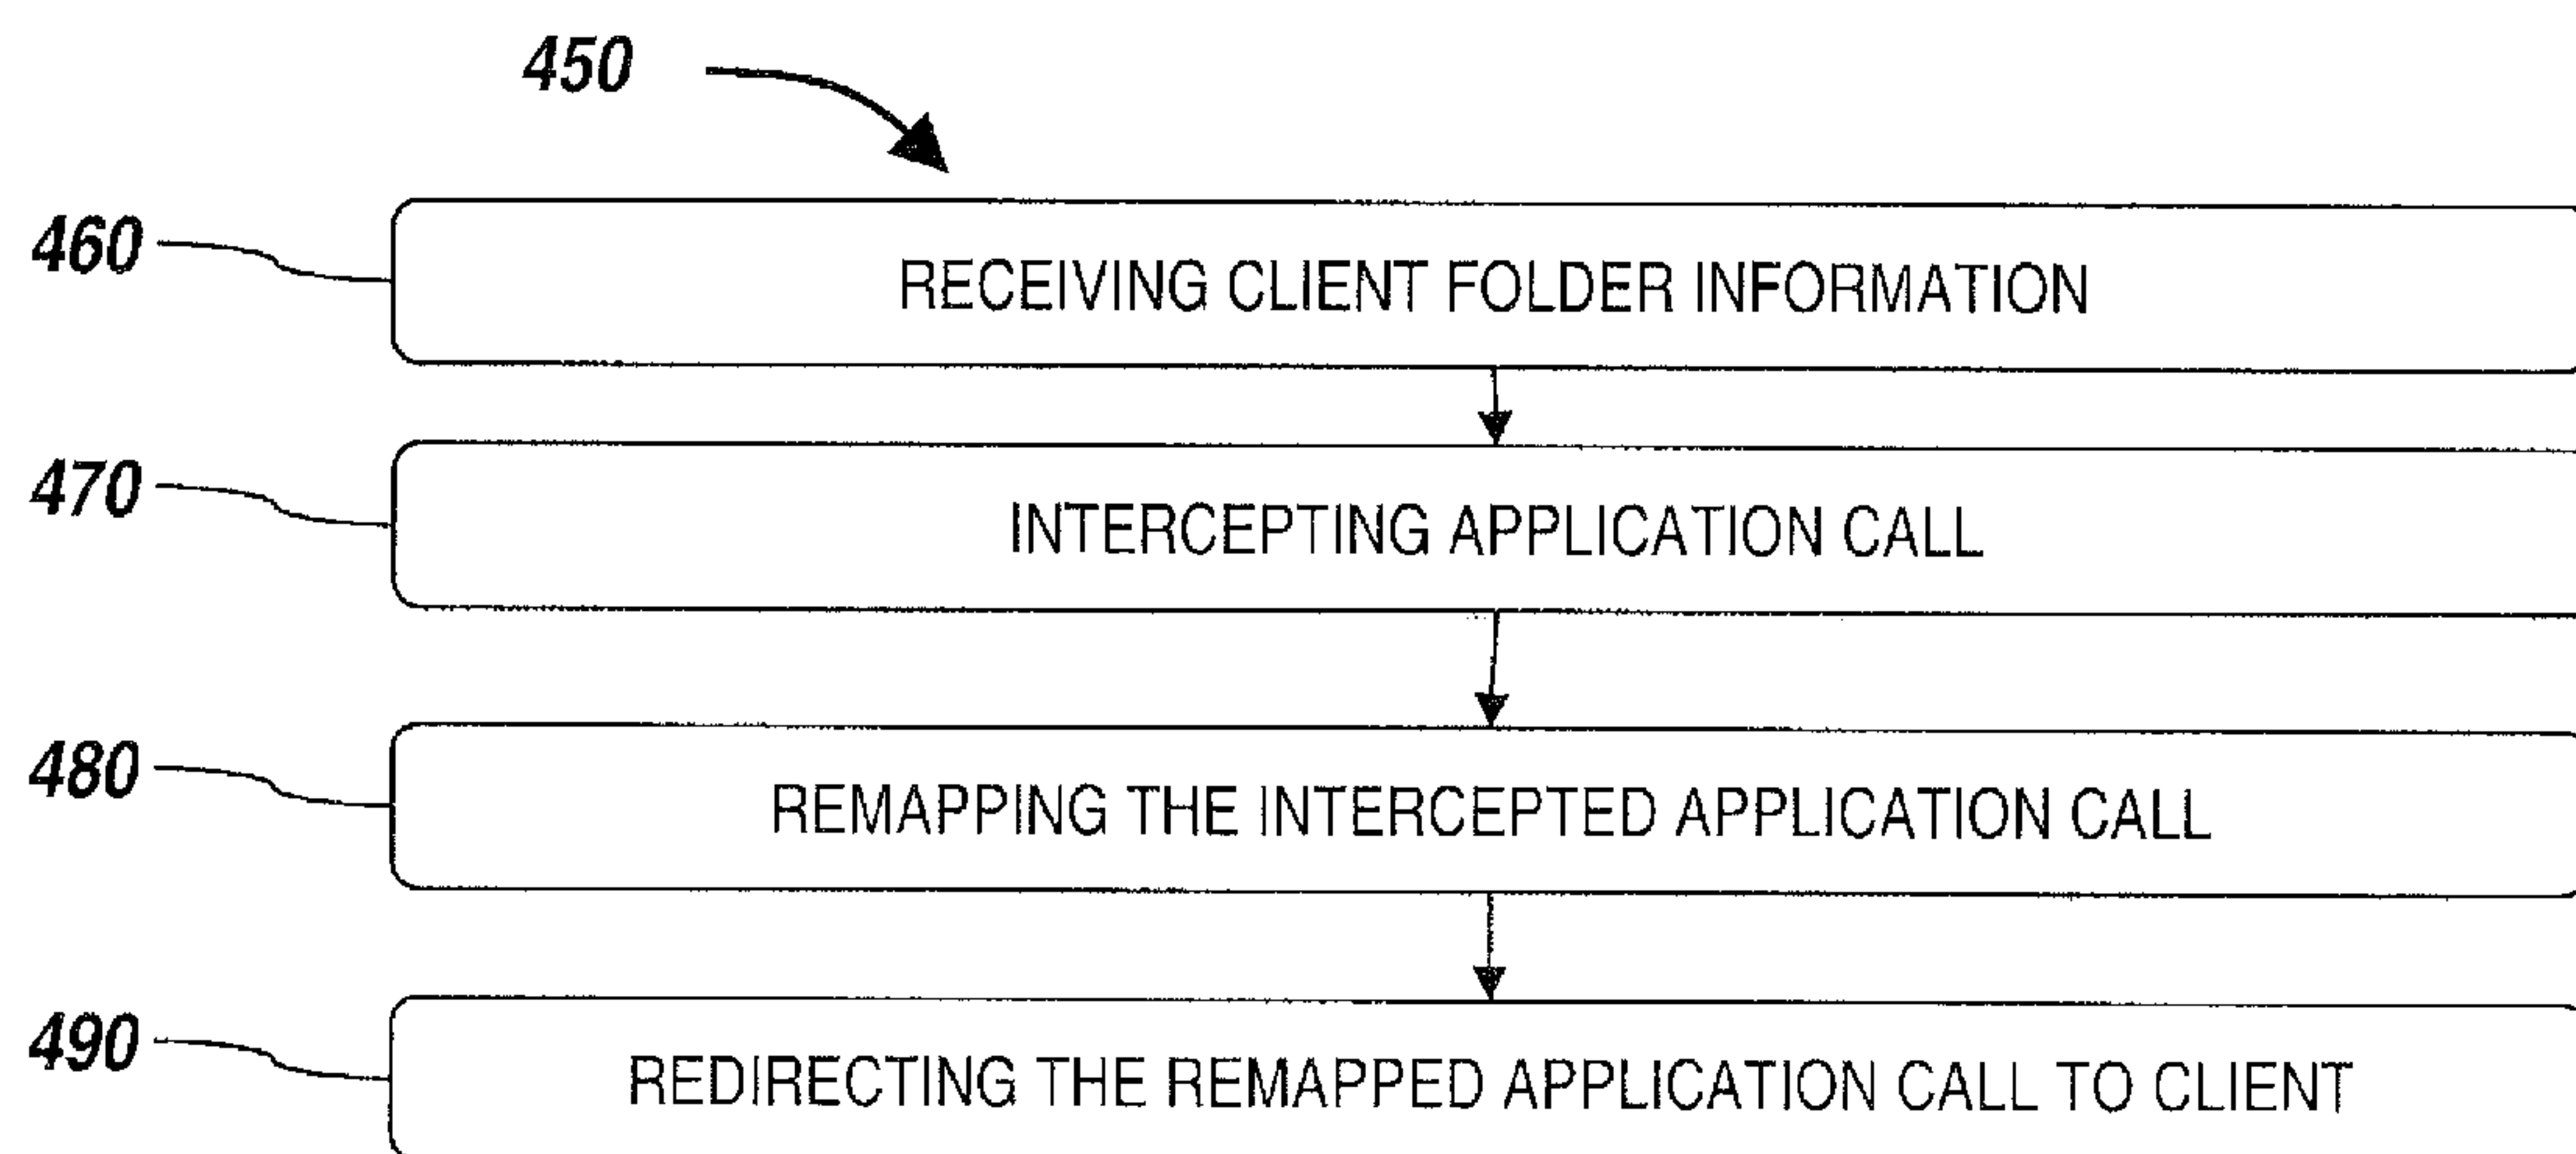 450
460
RECEIVING CLIENT FOLDER INFORMATION
470
INTERCEPTING APPLICATION CALL
480
REMAPPING THE INTERCEPTED APPLICATION CALL
490
REDIRECTING THE REMAPPED APPLICATION CALL TO CLIENT